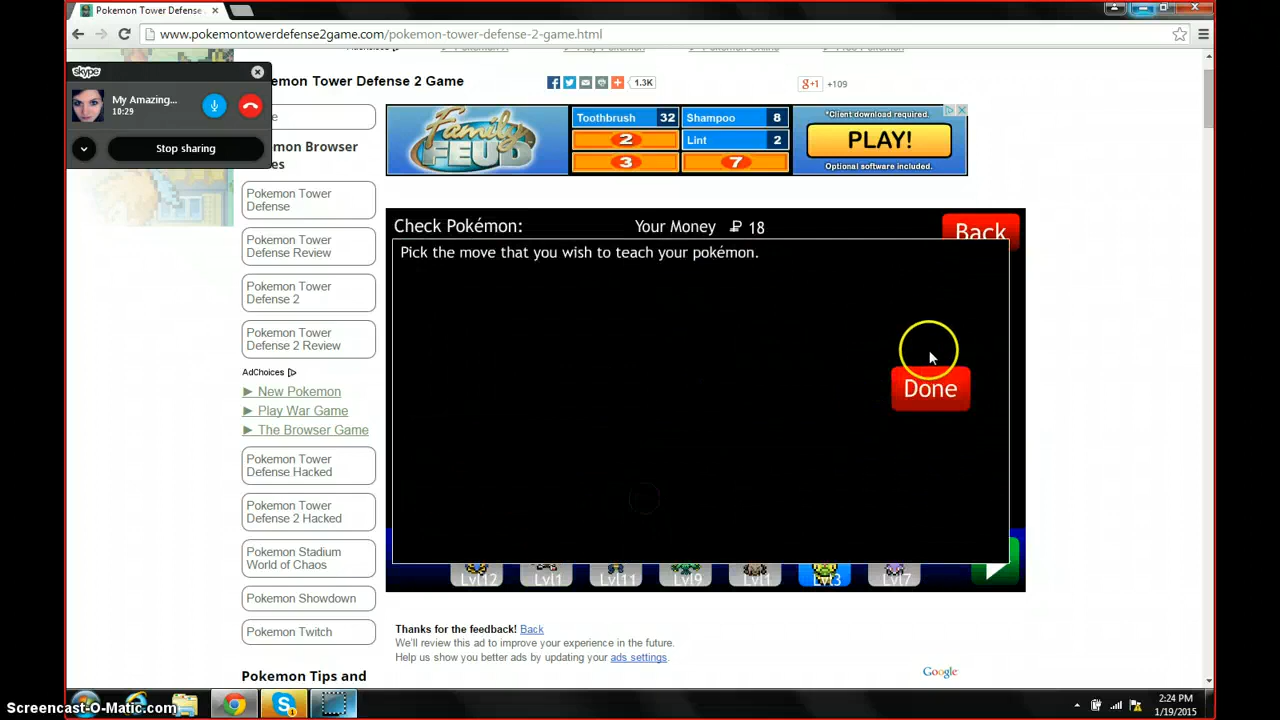 Pokemon Tower Defense
www.pokemontowerdefense2game.com/pokemon-tower-defense-2-game.html
skype
My Amazing...
10:29
Stop sharing
kemon Tower Defense 2 Game
1.3K
g+1 +109
Family
FEUD
Toothbrush 32
Shampoo 8
2
Lint 2
3
7
*Client download required.
PLAY!
Optional software included.
kemon Browser
Pokemon Tower
Defense
Pokemon Tower
Defense Review
Pokemon Tower
Defense 2
Pokemon Tower
Defense 2 Review
AdChoices
► New Pokemon
► Play War Game
► The Browser Game
Pokemon Tower
Defense Hacked
Pokemon Tower
Defense 2 Hacked
Pokemon Stadium
World of Chaos
Pokemon Showdown
Pokemon Twitch
Pokemon Tips and
Check Pokémon:
Your Money ₽ 18
Back
Pick the move that you wish to teach your pokémon.
Done
Lvl12 Lvl1 Lvl11 Lvl9 Lvl1 Lvl3 Lvl7
Thanks for the feedback! Back
We'll review this ad to improve your experience in the future.
Help us show you better ads by updating your ads settings.
Google
2:24 PM
1/19/2015
Screencast-O-Matic.com